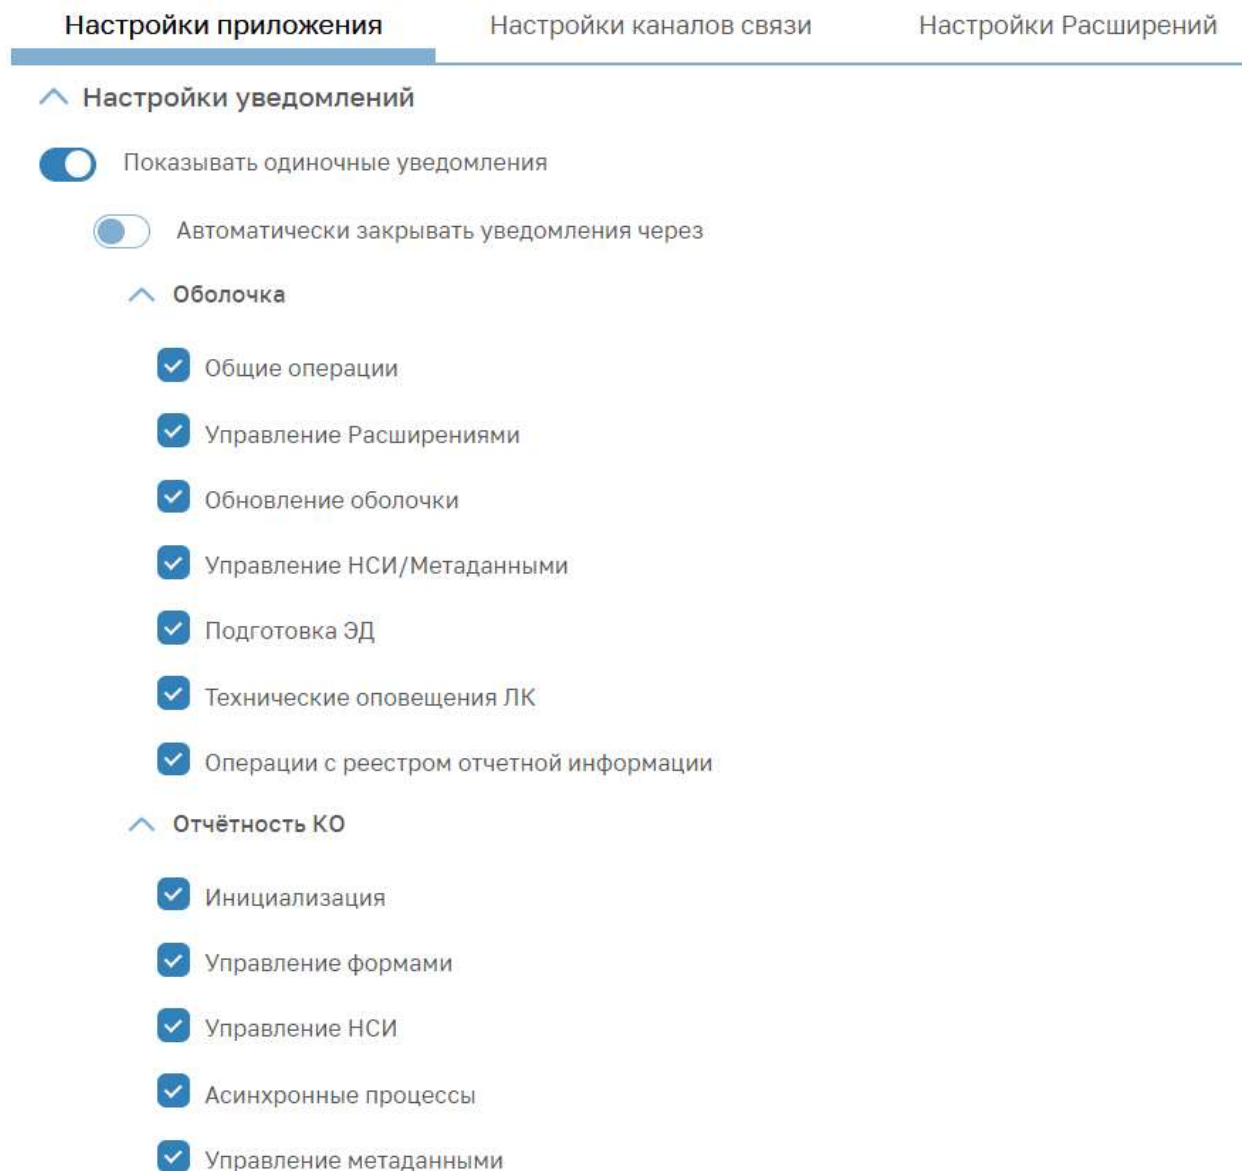 Настройки приложения Настройки каналов связи Настройки Расширений
Настройки уведомлений
Показывать одиночные уведомления
Автоматически закрывать уведомления через
Оболочка
Общие операции
Управление Расширениями
Обновление оболочки
Управление НСИ/Метаданными
Подготовка ЭД
Технические оповещения ЛК
Операции с реестром отчетной информации
Отчётность КО
Инициализация
Управление формами
Управление НСИ
Асинхронные процессы
Управление метаданными